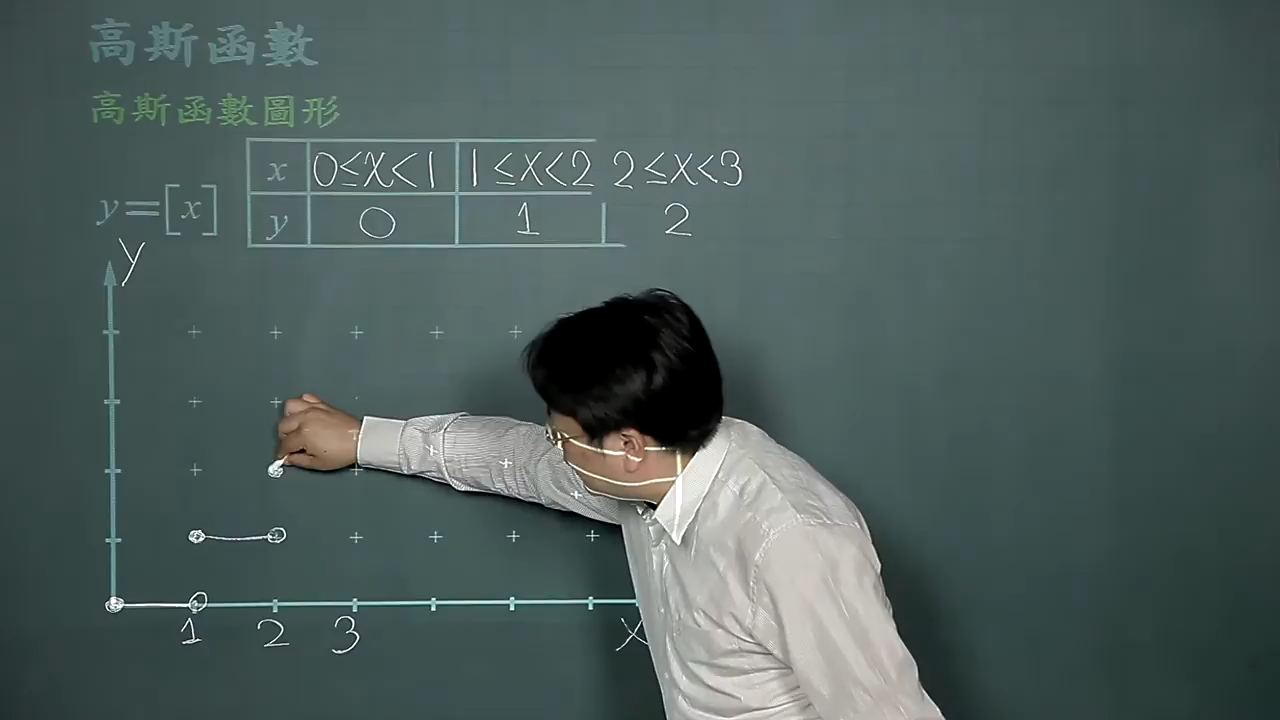 高斯函數
高斯函數圖形
x 0≤x<1 1≤x<2 2≤x<3
y=[x] y 0 1 2
y
1 2 3 x